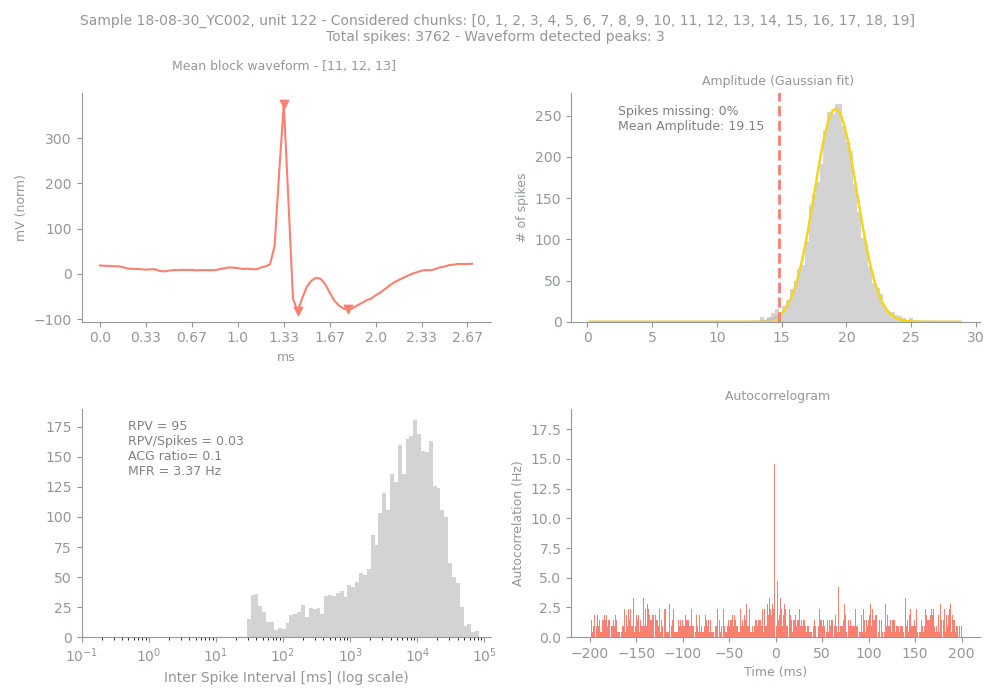 Sample 18-08-30_YC002, unit 122 - Considered chunks: [0, 1, 2, 3, 4, 5, 6, 7, 8, 9, 10, 11, 12, 13, 14, 15, 16, 17, 18, 19]
Total spikes: 3762 - Waveform detected peaks: 3
Mean block waveform - [11, 12, 13]
300
200
100
0
−100
mV (norm)
0.0 0.33 0.67 1.0 1.33 1.67 2.0 2.33 2.67
ms
Amplitude (Gaussian fit)
Spikes missing: 0%
Mean Amplitude: 19.15
250
200
150
100
50
0
# of spikes
0 5 10 15 20 25 30
RPV = 95
RPV/Spikes = 0.03
ACG ratio= 0.1
MFR = 3.37 Hz
175
150
125
100
75
50
25
0
10⁻¹ 10⁰ 10¹ 10² 10³ 10⁴ 10⁵
Inter Spike Interval [ms] (log scale)
Autocorrelogram
17.5
15.0
12.5
10.0
7.5
5.0
2.5
0.0
Autocorrelation (Hz)
−200 −150 −100 −50 0 50 100 150 200
Time (ms)